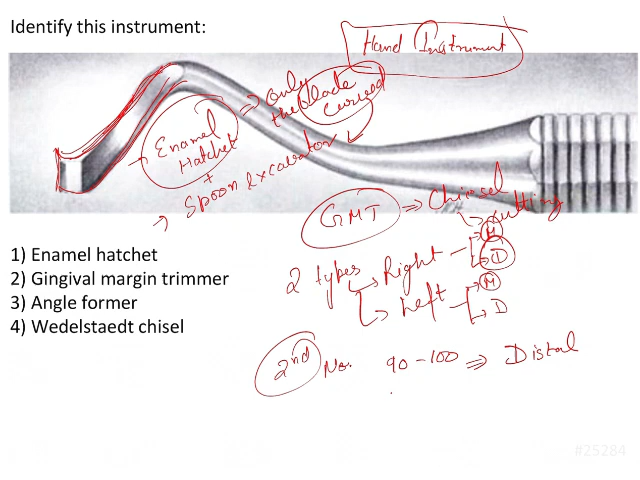 Identify this instrument:
Hand Instrument
Enamel Hatchet ⇒ only the blade curved
+
→ Spoon excavator
GMT ⇒ Chiesel
↳ cutting
2 types
↳ Right - M
D
↳ Left - M
D
1) Enamel hatchet
2) Gingival margin trimmer
3) Angle former
4) Wedelstaedt chisel
2nd No. 90-100 ⇒ Distal
#25284